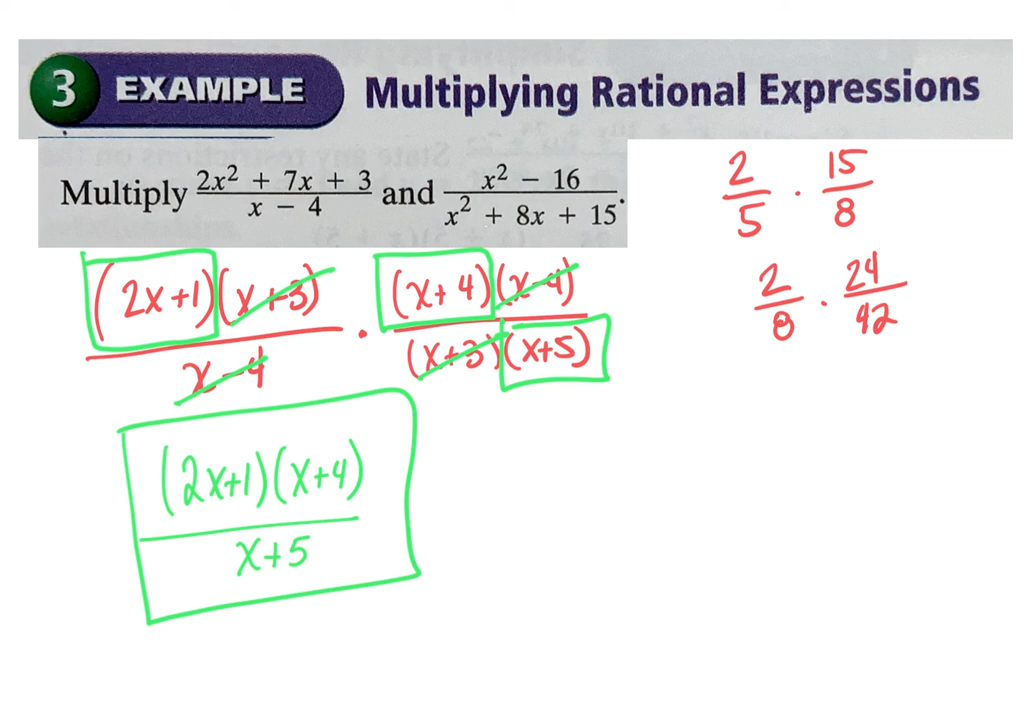 3 EXAMPLE Multiplying Rational Expressions
Multiply (2x² + 7x + 3)/(x − 4) and (x² − 16)/(x² + 8x + 15).
2/5 · 15/8
(2x+1)(x+3)/(x−4) · (x+4)(x−4)/((x+3)(x+5))
2/8 · 24/42
(2x+1)(x+4)
x+5